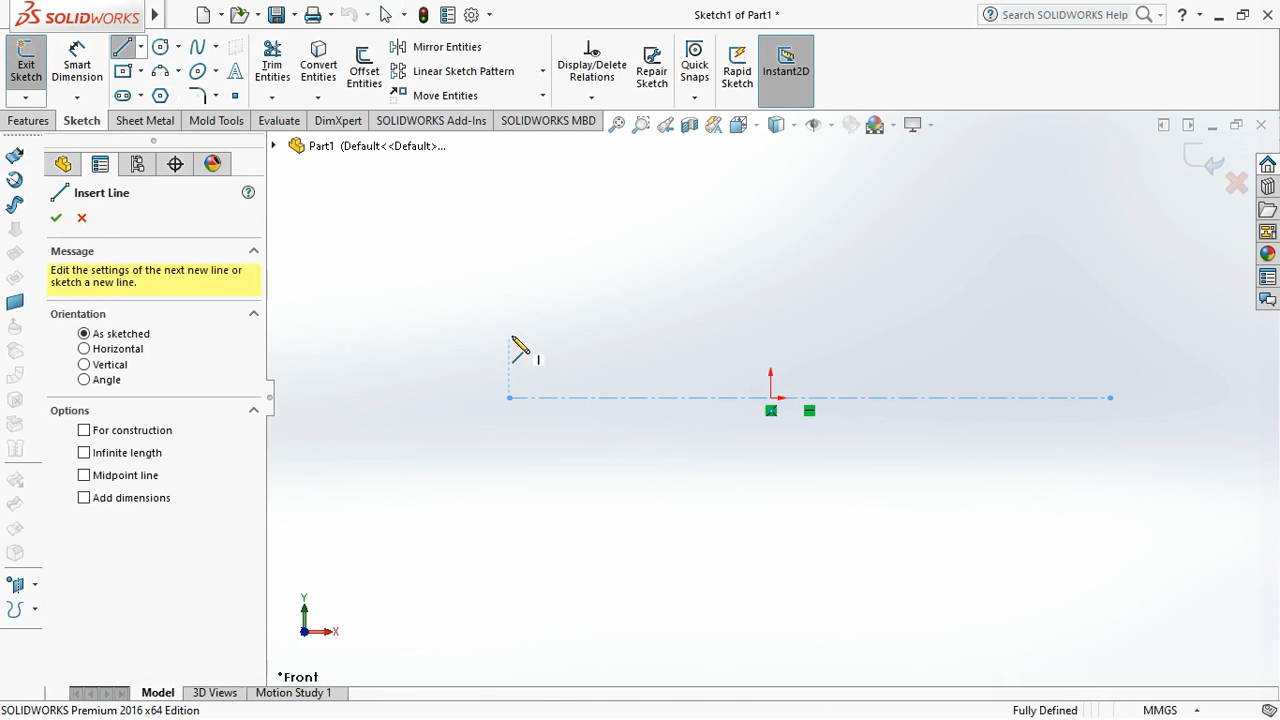 SOLIDWORKS
Sketch1 of Part1 *
Search SOLIDWORKS Help
?
Exit Sketch
Smart Dimension
Trim Entities
Convert Entities
Offset Entities
Mirror Entities
Linear Sketch Pattern
Move Entities
Display/Delete Relations
Repair Sketch
Quick Snaps
Rapid Sketch
Instant2D
Features
Sketch
Sheet Metal
Mold Tools
Evaluate
DimXpert
SOLIDWORKS Add-Ins
SOLIDWORKS MBD
Part1 (Default<<Default>...
Insert Line
?
Message
Edit the settings of the next new line or
sketch a new line.
Orientation
As sketched
Horizontal
Vertical
Angle
Options
For construction
Infinite length
Midpoint line
Add dimensions
Y
X
*Front
Model
3D Views
Motion Study 1
SOLIDWORKS Premium 2016 x64 Edition
Fully Defined
MMGS